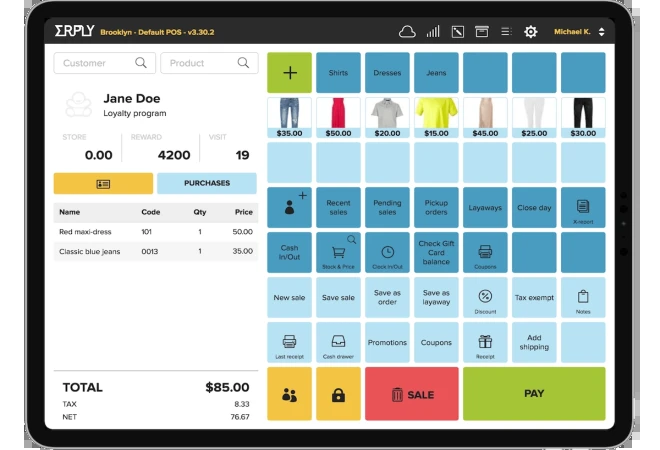 ERPLY Brooklyn - Default POS - v3.30.2
Michael K.
Customer
Product
Jane Doe
Loyalty program
STORE REWARD VISIT
0.00 4200 19
PURCHASES
Name Code Qty Price
Red maxi-dress 101 1 50.00
Classic blue jeans 0013 1 35.00
TOTAL $85.00
TAX 8.33
NET 76.67
+ Shirts Dresses Jeans
$35.00 $50.00 $20.00 $15.00 $45.00 $25.00 $30.00
Recent
sales
Pending
sales
Pickup
orders
Layaways
Close day
X-report
Cash
In/Out
Stock & Price
Clock In/Out
Check Gift
Card
balance
Coupons
New sale
Save sale
Save as
order
Save as
layaway
Discount
Tax exempt
Notes
Last receipt
Cash drawer
Promotions
Coupons
Receipt
Add
shipping
SALE
PAY